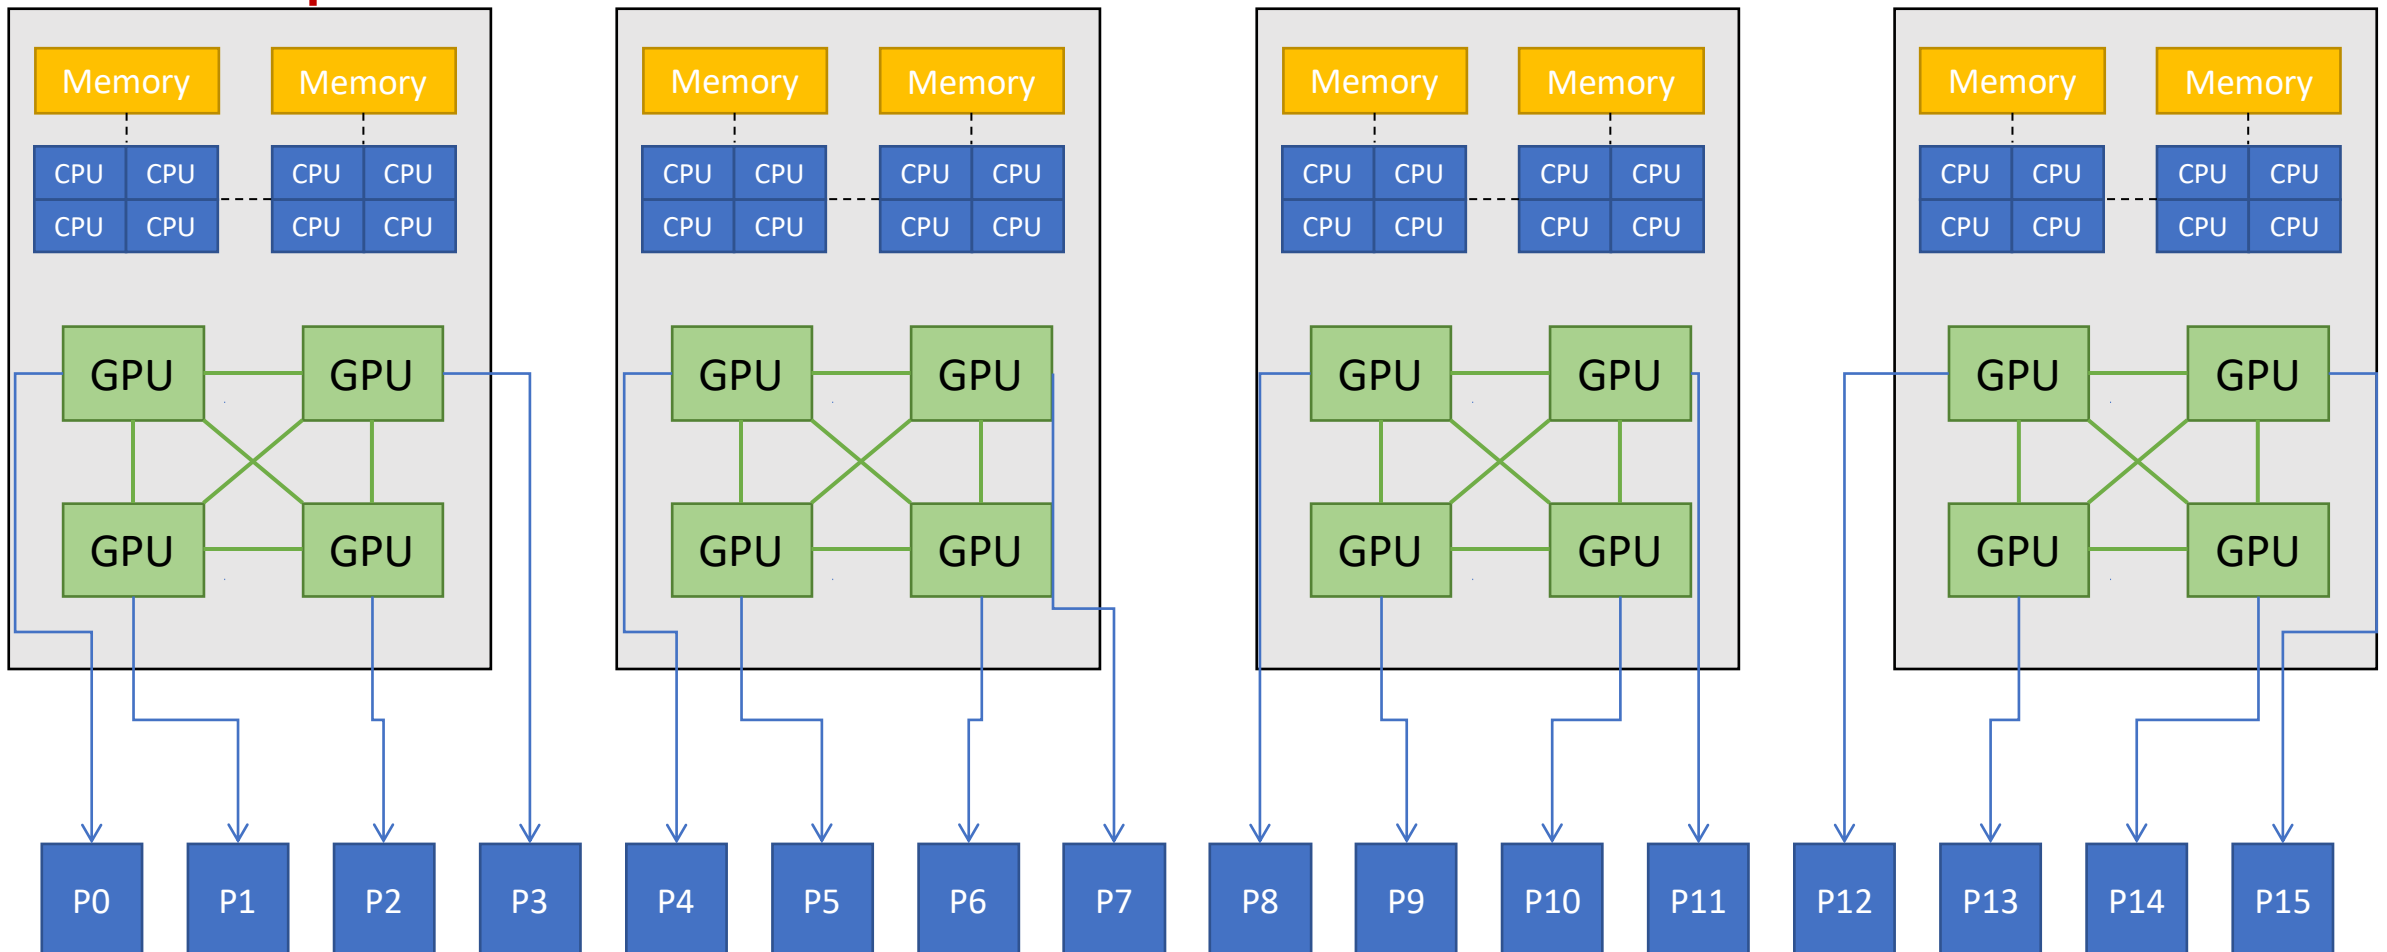 Memory Memory Memory Memory Memory Memory Memory Memory
CPU CPU CPU CPU CPU CPU CPU CPU CPU CPU CPU CPU CPU CPU CPU CPU
CPU CPU CPU CPU CPU CPU CPU CPU CPU CPU CPU CPU CPU CPU CPU CPU
GPU GPU GPU GPU GPU GPU GPU GPU
GPU GPU GPU GPU GPU GPU GPU GPU
P0 P1 P2 P3 P4 P5 P6 P7 P8 P9 P10 P11 P12 P13 P14 P15